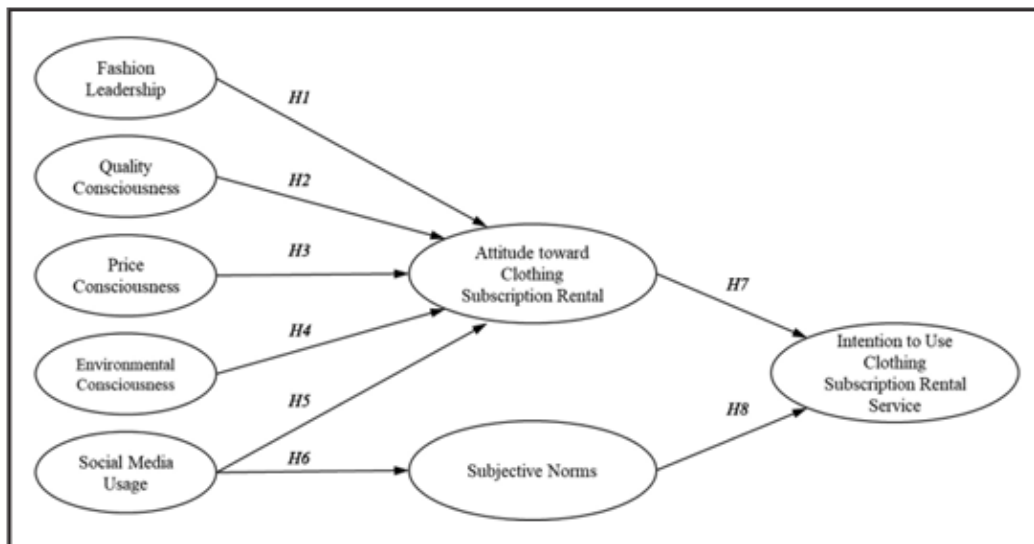 Fashion
Leadership
H1
Quality
Consciousness
H2
Price
Consciousness
H3
Attitude toward
Clothing
Subscription Rental
H7
Environmental
Consciousness
H4
Intention to Use
Clothing
Subscription Rental
Service
H5
H8
Social Media
Usage
H6
Subjective Norms